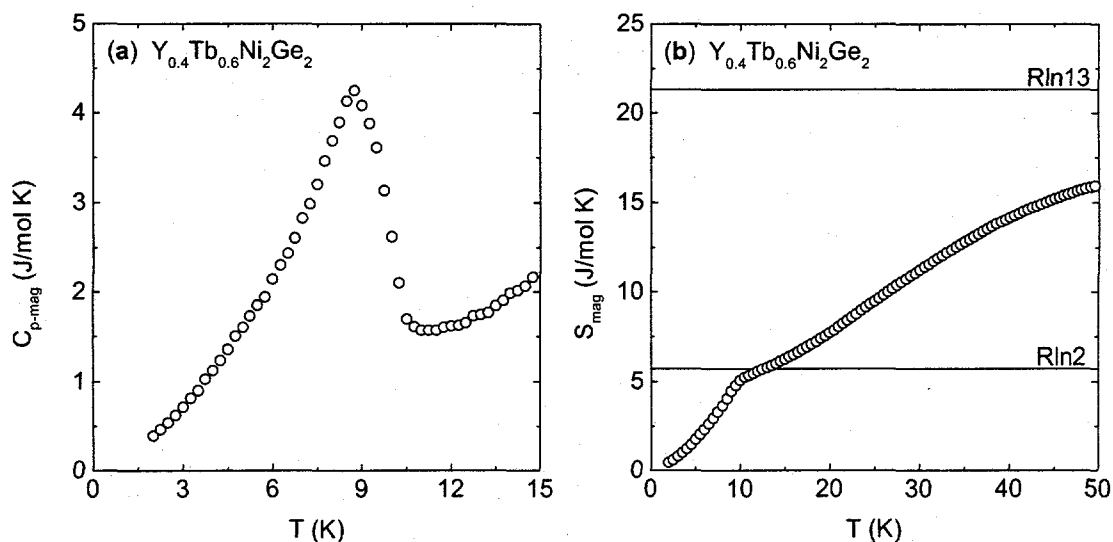 (a) Y0.4Tb0.6Ni2Ge2
5
4
3
2
1
0
Cp-mag (J/mol K)
0 3 6 9 12 15
T (K)
(b) Y0.4Tb0.6Ni2Ge2
25
20
15
10
5
0
Smag (J/mol K)
Rln13
Rln2
0 10 20 30 40 50
T (K)